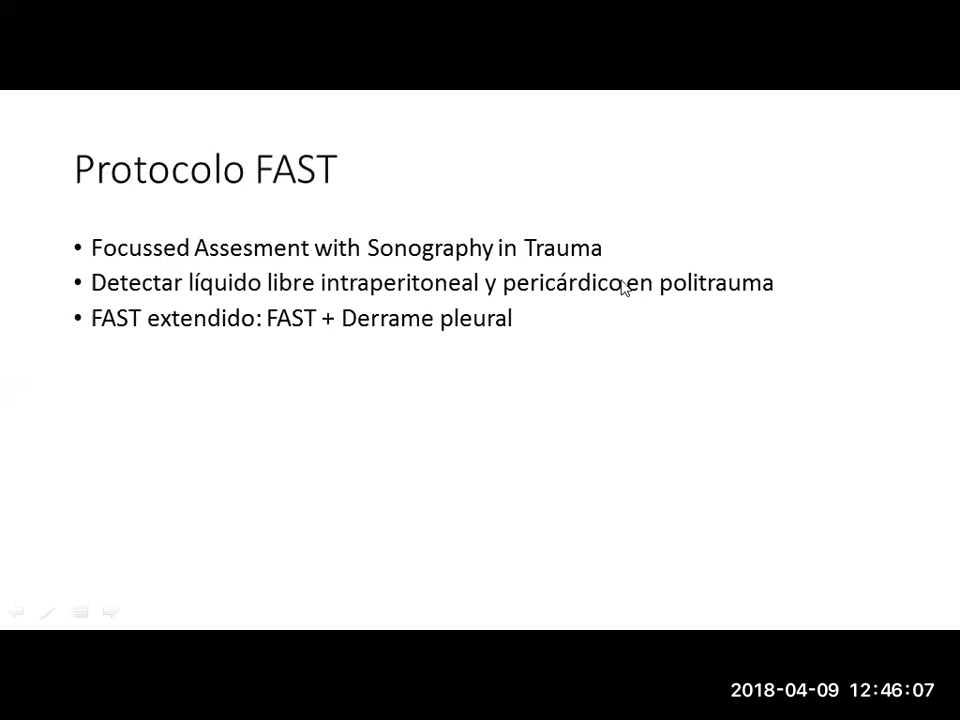 Protocolo FAST
• Focussed Assesment with Sonography in Trauma
• Detectar líquido libre intraperitoneal y pericárdico en politrauma
• FAST extendido: FAST + Derrame pleural
2018-04-09 12:46:07